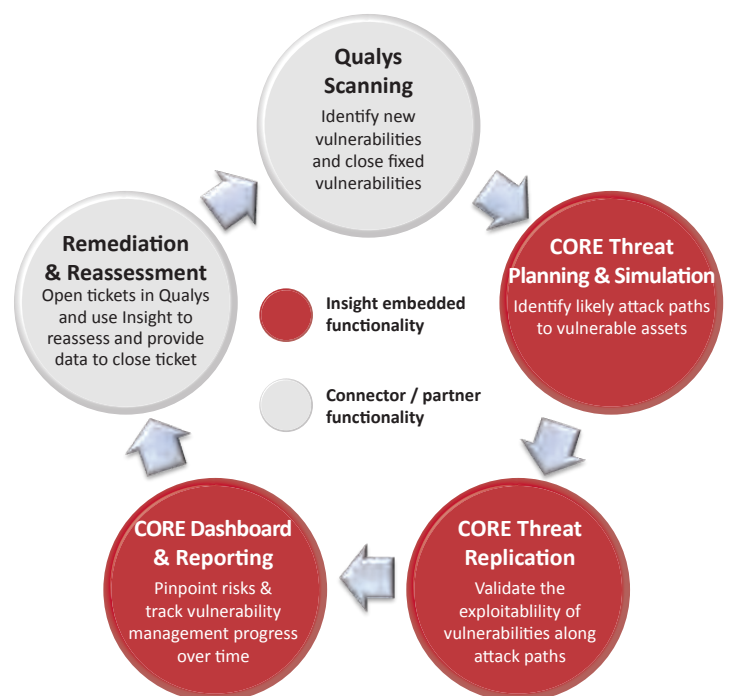 Qualys
Scanning
Identify new
vulnerabilities
and close fixed
vulnerabilities
CORE Threat
Planning & Simulation
Identify likely attack paths
to vulnerable assets
CORE Threat
Replication
Validate the
exploitablility of
vulnerabilities along
attack paths
CORE Dashboard
& Reporting
Pinpoint risks &
track vulnerability
management progress
over time
Remediation
& Reassessment
Open tickets in Qualys
and use Insight to
reassess and provide
data to close ticket
Insight embedded
functionality
Connector / partner
functionality